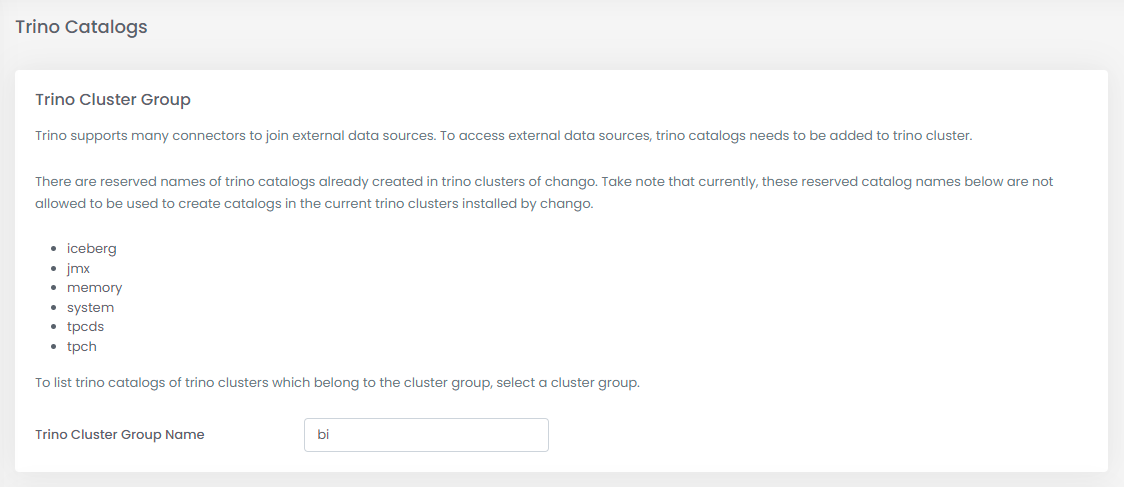 Trino Catalogs
Trino Cluster Group
Trino supports many connectors to join external data sources. To access external data sources, trino catalogs needs to be added to trino cluster.
There are reserved names of trino catalogs already created in trino clusters of chango. Take note that currently, these reserved catalog names below are not
allowed to be used to create catalogs in the current trino clusters installed by chango.
• iceberg
• jmx
• memory
• system
• tpcds
• tpch
To list trino catalogs of trino clusters which belong to the cluster group, select a cluster group.
Trino Cluster Group Name bi